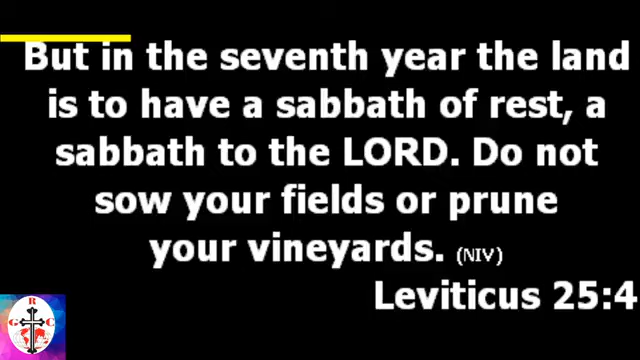 But in the seventh year the land
is to have a sabbath of rest, a
sabbath to the LORD. Do not
sow your fields or prune
your vineyards. (NIV)
Leviticus 25:4
R
G C